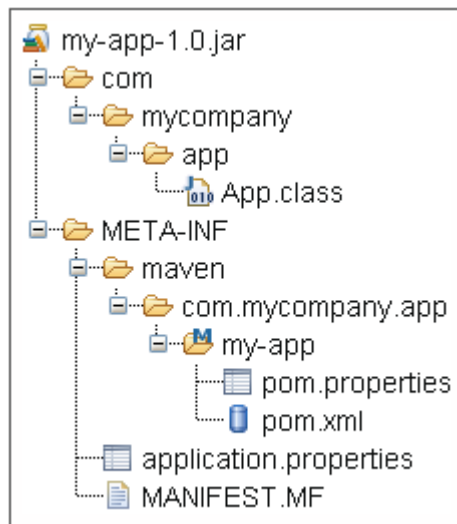 my-app-1.0.jar
com
mycompany
app
App.class
META-INF
maven
com.mycompany.app
my-app
pom.properties
pom.xml
application.properties
MANIFEST.MF